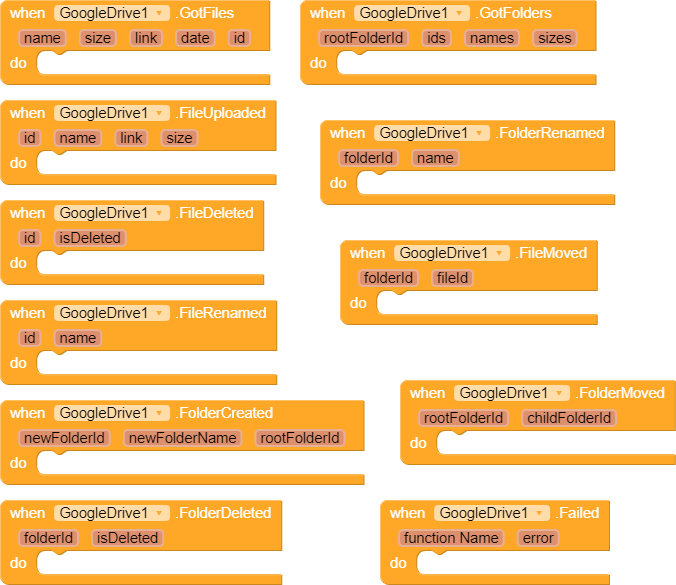 when GoogleDrive1 .GotFiles
name size link date id
do
when GoogleDrive1 .FileUploaded
id name link size
do
when GoogleDrive1 .FileDeleted
id isDeleted
do
when GoogleDrive1 .FileRenamed
id name
do
when GoogleDrive1 .FolderCreated
newFolderId newFolderName rootFolderId
do
when GoogleDrive1 .FolderDeleted
folderId isDeleted
do
when GoogleDrive1 .GotFolders
rootFolderId ids names sizes
do
when GoogleDrive1 .FolderRenamed
folderId name
do
when GoogleDrive1 .FileMoved
folderId fileId
do
when GoogleDrive1 .FolderMoved
rootFolderId childFolderId
do
when GoogleDrive1 .Failed
function Name error
do